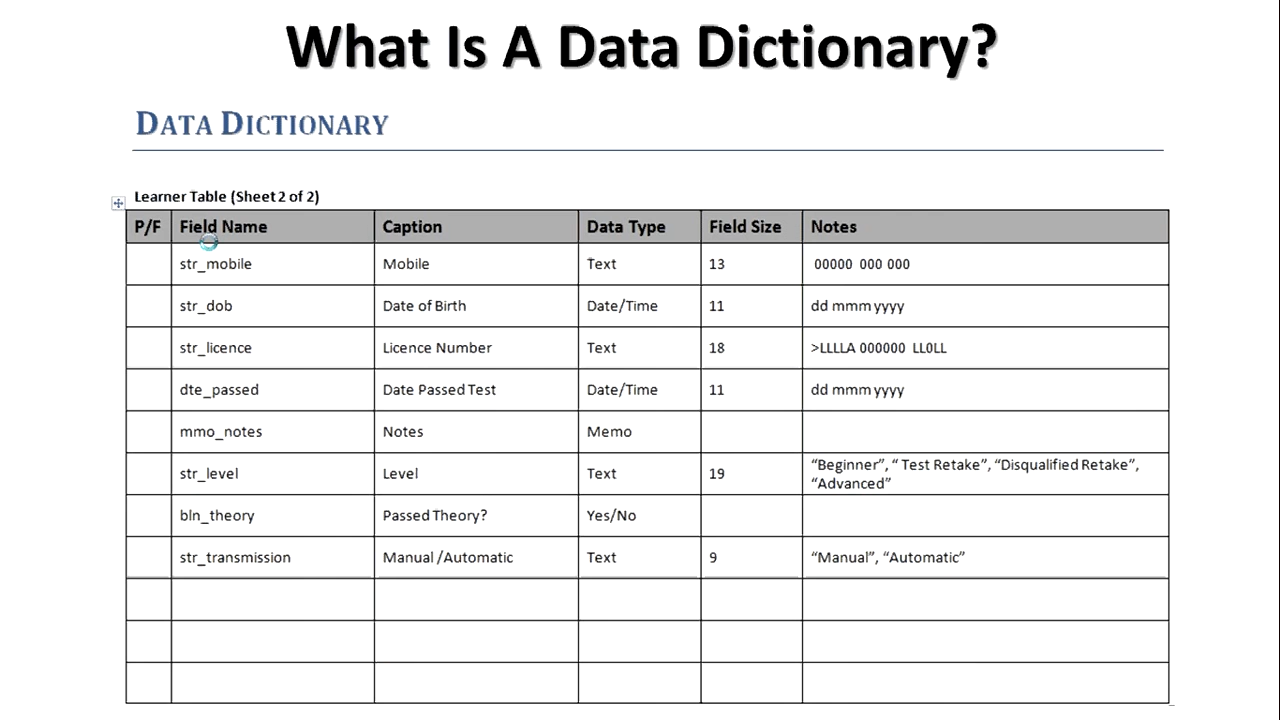 What Is A Data Dictionary?
DATA DICTIONARY
Learner Table (Sheet 2 of 2)
P/F Field Name Caption Data Type Field Size Notes
str_mobile Mobile Text 13 00000 000 000
str_dob Date of Birth Date/Time 11 dd mmm yyyy
str_licence Licence Number Text 18 >LLLLA 000000 LL0LL
dte_passed Date Passed Test Date/Time 11 dd mmm yyyy
mmo_notes Notes Memo
str_level Level Text 19 “Beginner”, “ Test Retake”, “Disqualified Retake”,
“Advanced”
bln_theory Passed Theory? Yes/No
str_transmission Manual /Automatic Text 9 “Manual”, “Automatic”